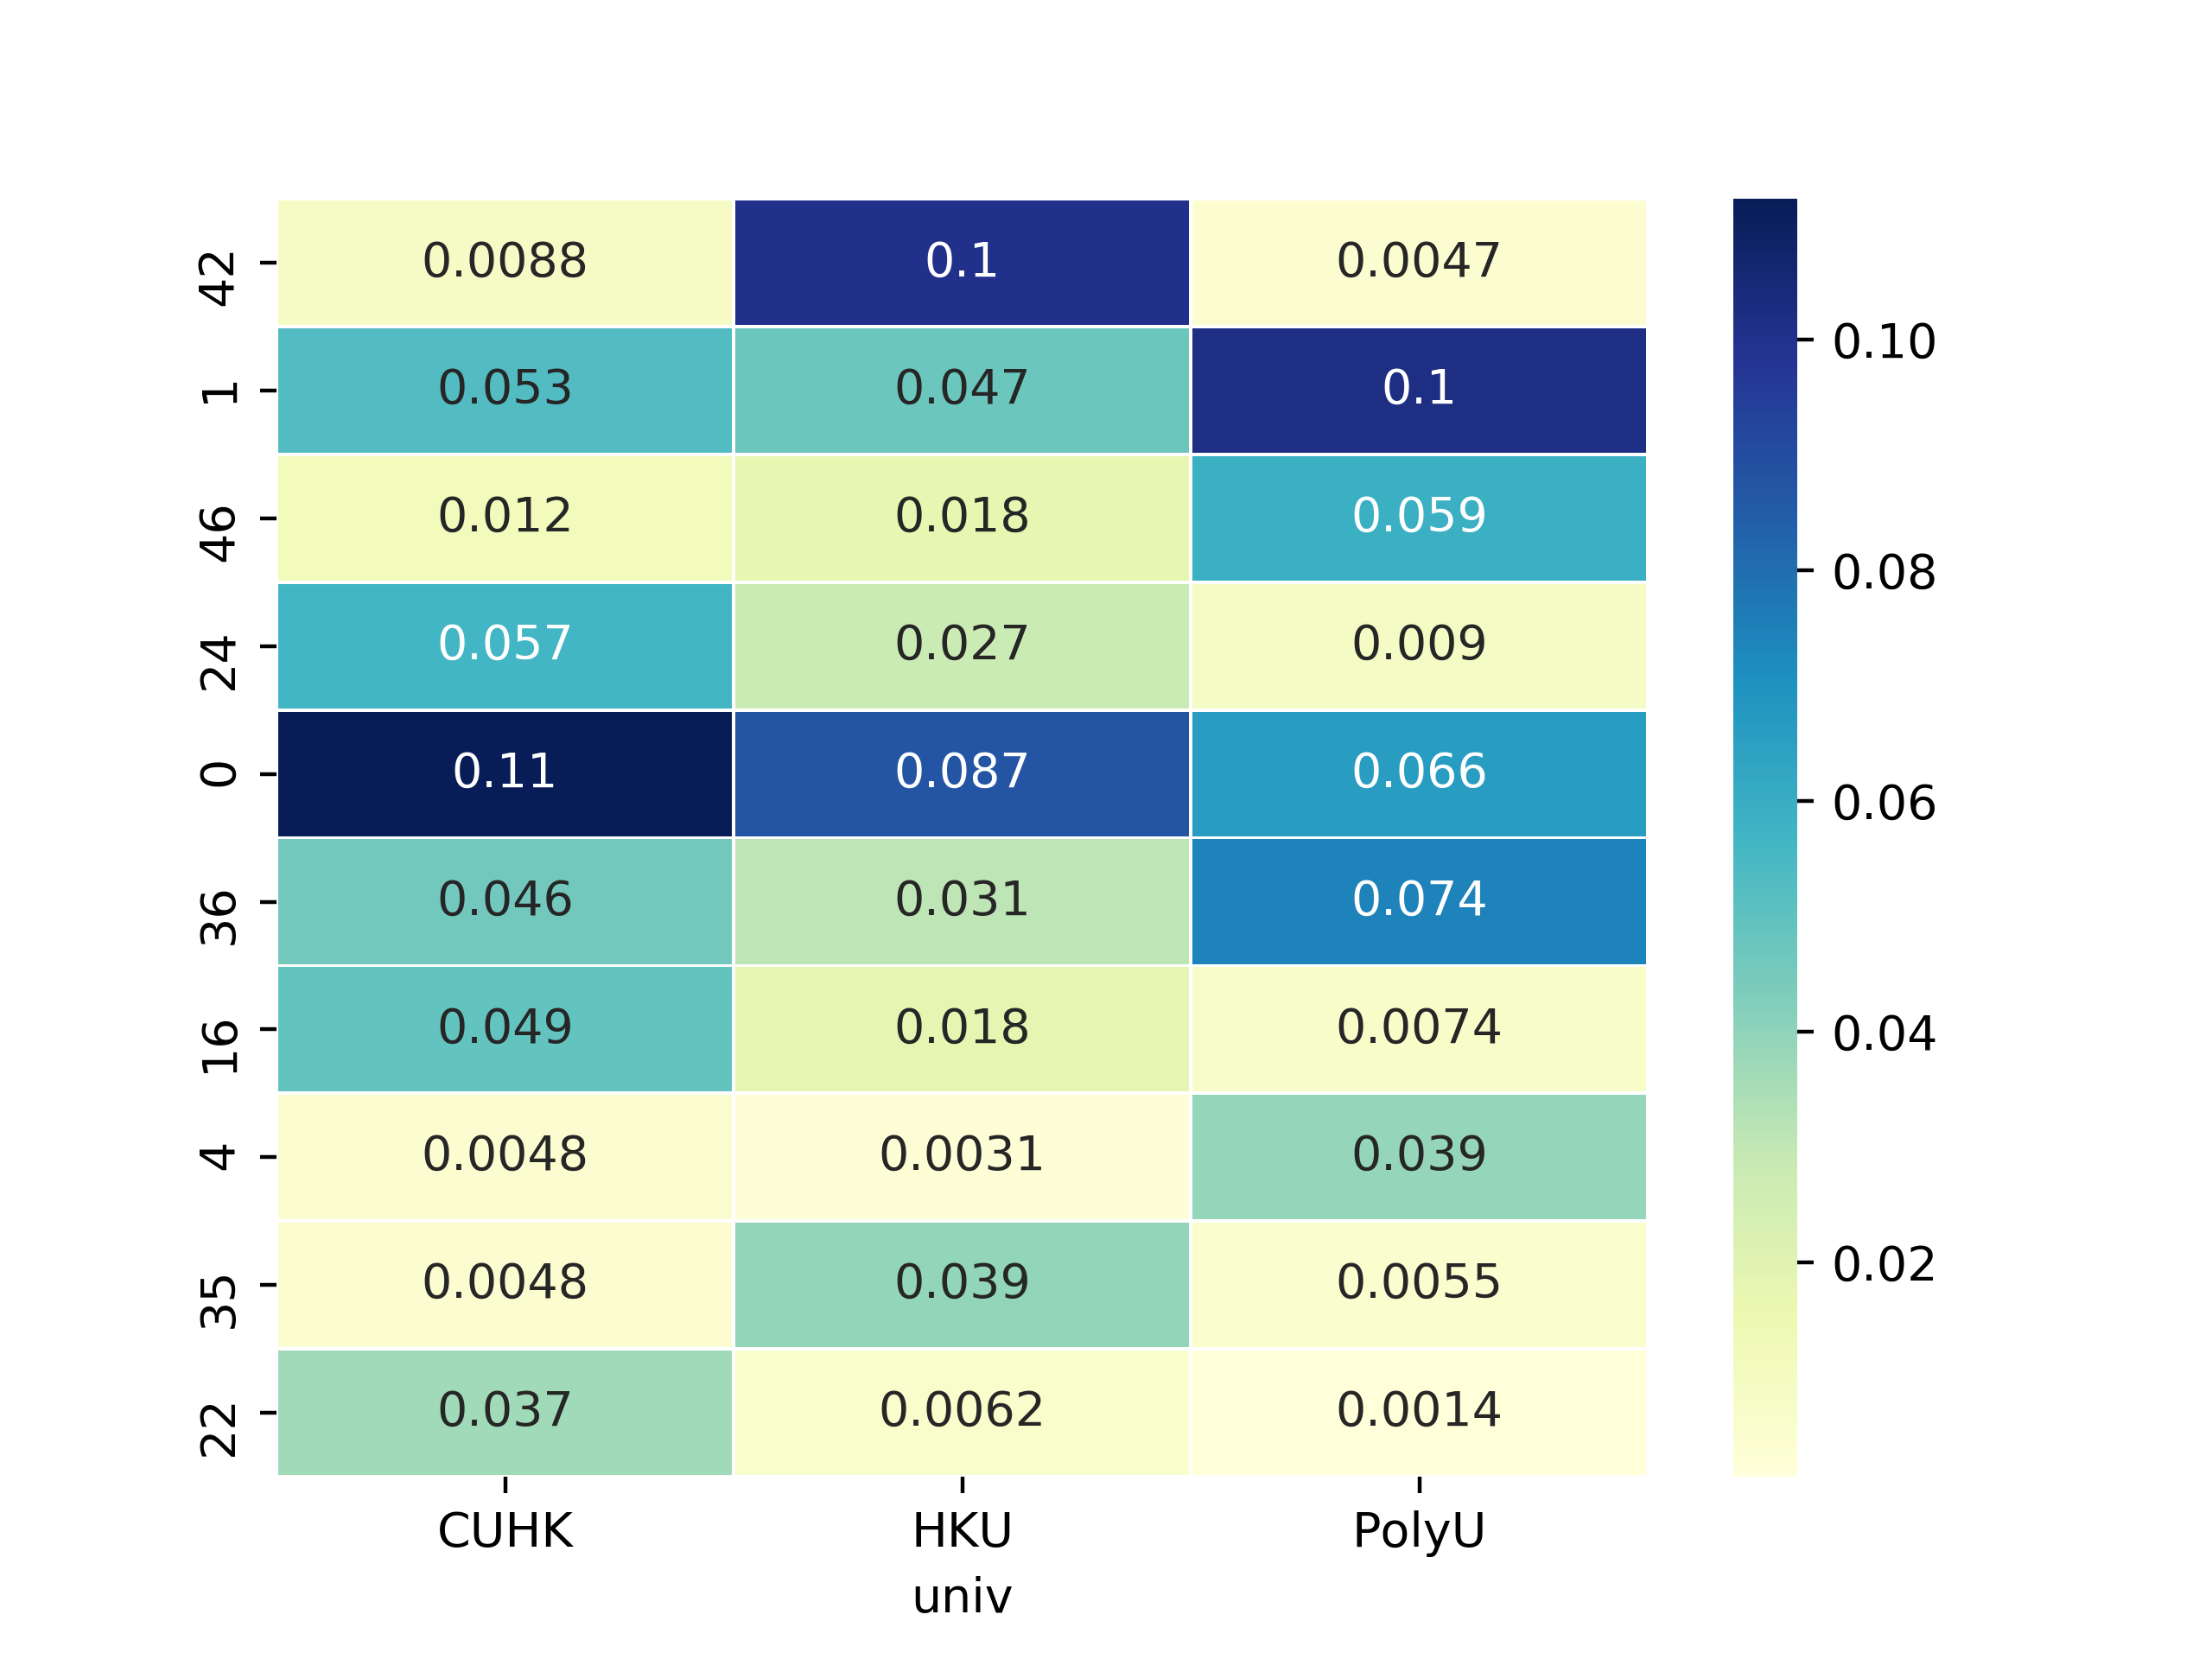 42 0.0088 0.1 0.0047
0.10
1 0.053 0.047 0.1
46 0.012 0.018 0.059
0.08
24 0.057 0.027 0.009
0 0.11 0.087 0.066
0.06
36 0.046 0.031 0.074
16 0.049 0.018 0.0074
0.04
4 0.0048 0.0031 0.039
35 0.0048 0.039 0.0055
0.02
22 0.037 0.0062 0.0014
CUHK HKU PolyU
univ